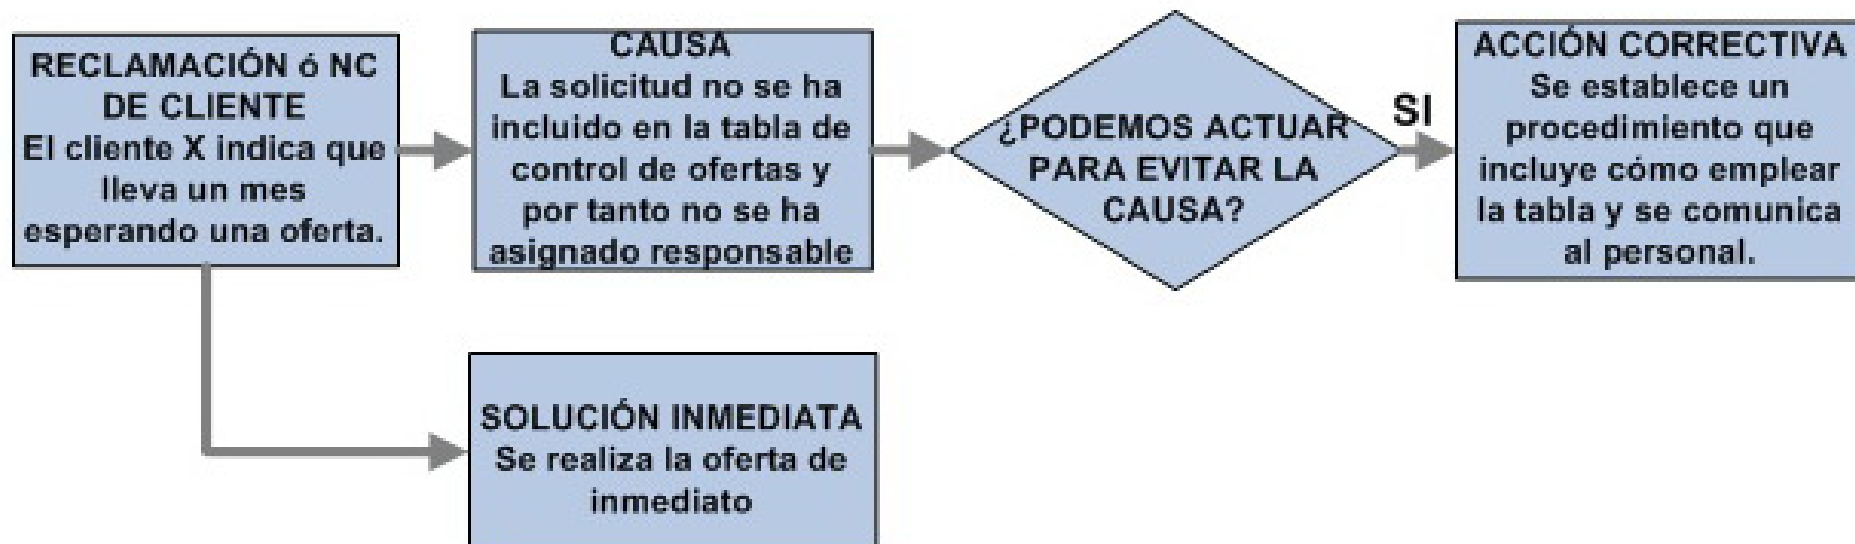 RECLAMACIÓN ó NC
DE CLIENTE
El cliente X indica que
lleva un mes
esperando una oferta.
CAUSA
La solicitud no se ha
incluido en la tabla de
control de ofertas y
por tanto no se ha
asignado responsable
¿PODEMOS ACTUAR
PARA EVITAR LA
CAUSA?
SI
ACCIÓN CORRECTIVA
Se establece un
procedimiento que
incluye cómo emplear
la tabla y se comunica
al personal.
SOLUCIÓN INMEDIATA
Se realiza la oferta de
inmediato